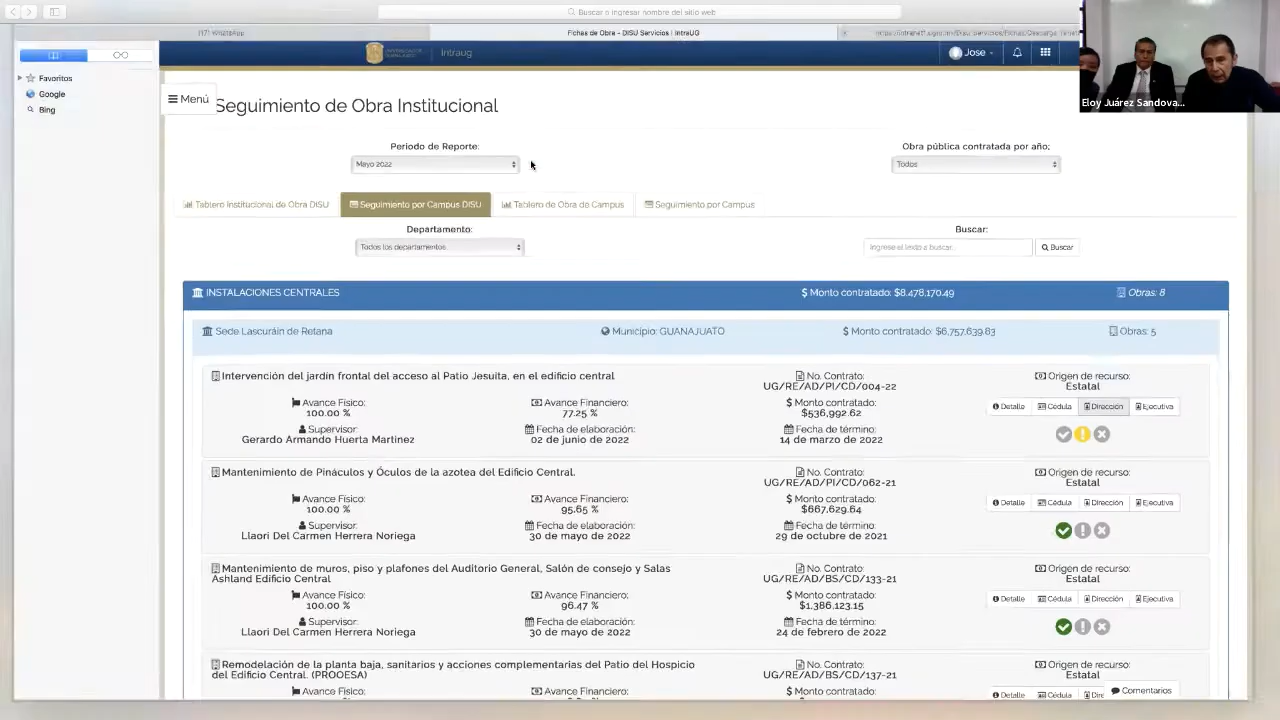 Buscar o ingresar nombre del sitio web
(17) WhatsApp
Fichas de Obra - DISU Servicios | IntraUG
Favoritos
Google
Bing
UNIVERSIDAD DE GUANAJUATO
Intraug
Jose
Eloy Juárez Sandova...
Menú
Seguimiento de Obra Institucional
Periodo de Reporte:
Obra pública contratada por año:
Mayo 2022
Todos
Tablero Institucional de Obra DISU
Seguimiento por Campus DISU
Tablero de Obra de Campus
Seguimiento por Campus
Departamento:
Buscar:
Todos los departamentos
Ingrese el texto a buscar...
Buscar
INSTALACIONES CENTRALES
$ Monto contratado: $8,478,170.49
Obras: 8
Sede Lascuráin de Retana
Municipio: GUANAJUATO
$ Monto contratado: $6,757,639.83
Obras: 5
Intervención del jardín frontal del acceso al Patio Jesuita, en el edificio central
No. Contrato:
UG/RE/AD/PI/CD/004-22
Origen de recurso:
Estatal
Avance Físico:
100.00 %
Avance Financiero:
77.25 %
$ Monto contratado:
$536,992.62
Detalle
Cédula
Dirección
Ejecutiva
Supervisor:
Gerardo Armando Huerta Martinez
Fecha de elaboración:
02 de junio de 2022
Fecha de término:
14 de marzo de 2022
Mantenimiento de Pináculos y Óculos de la azotea del Edificio Central.
No. Contrato:
UG/RE/AD/PI/CD/062-21
Origen de recurso:
Estatal
Avance Físico:
100.00 %
Avance Financiero:
95.65 %
$ Monto contratado:
$667,629.64
Detalle
Cédula
Dirección
Ejecutiva
Supervisor:
Llaori Del Carmen Herrera Noriega
Fecha de elaboración:
30 de mayo de 2022
Fecha de término:
29 de octubre de 2021
Mantenimiento de muros, piso y plafones del Auditorio General, Salón de consejo y Salas
Ashland Edificio Central
No. Contrato:
UG/RE/AD/BS/CD/133-21
Origen de recurso:
Estatal
Avance Físico:
100.00 %
Avance Financiero:
96.47 %
$ Monto contratado:
$1,386,123.15
Detalle
Cédula
Dirección
Ejecutiva
Supervisor:
Llaori Del Carmen Herrera Noriega
Fecha de elaboración:
30 de mayo de 2022
Fecha de término:
24 de febrero de 2022
Remodelación de la planta baja, sanitarios y acciones complementarias del Patio del Hospicio
del Edificio Central. (PROOESA)
No. Contrato:
UG/RE/AD/BS/CD/137-21
Origen de recurso:
Estatal
Avance Físico:
Avance Financiero:
$ Monto contratado:
Detalle
Cédula
Direc
Comentarios